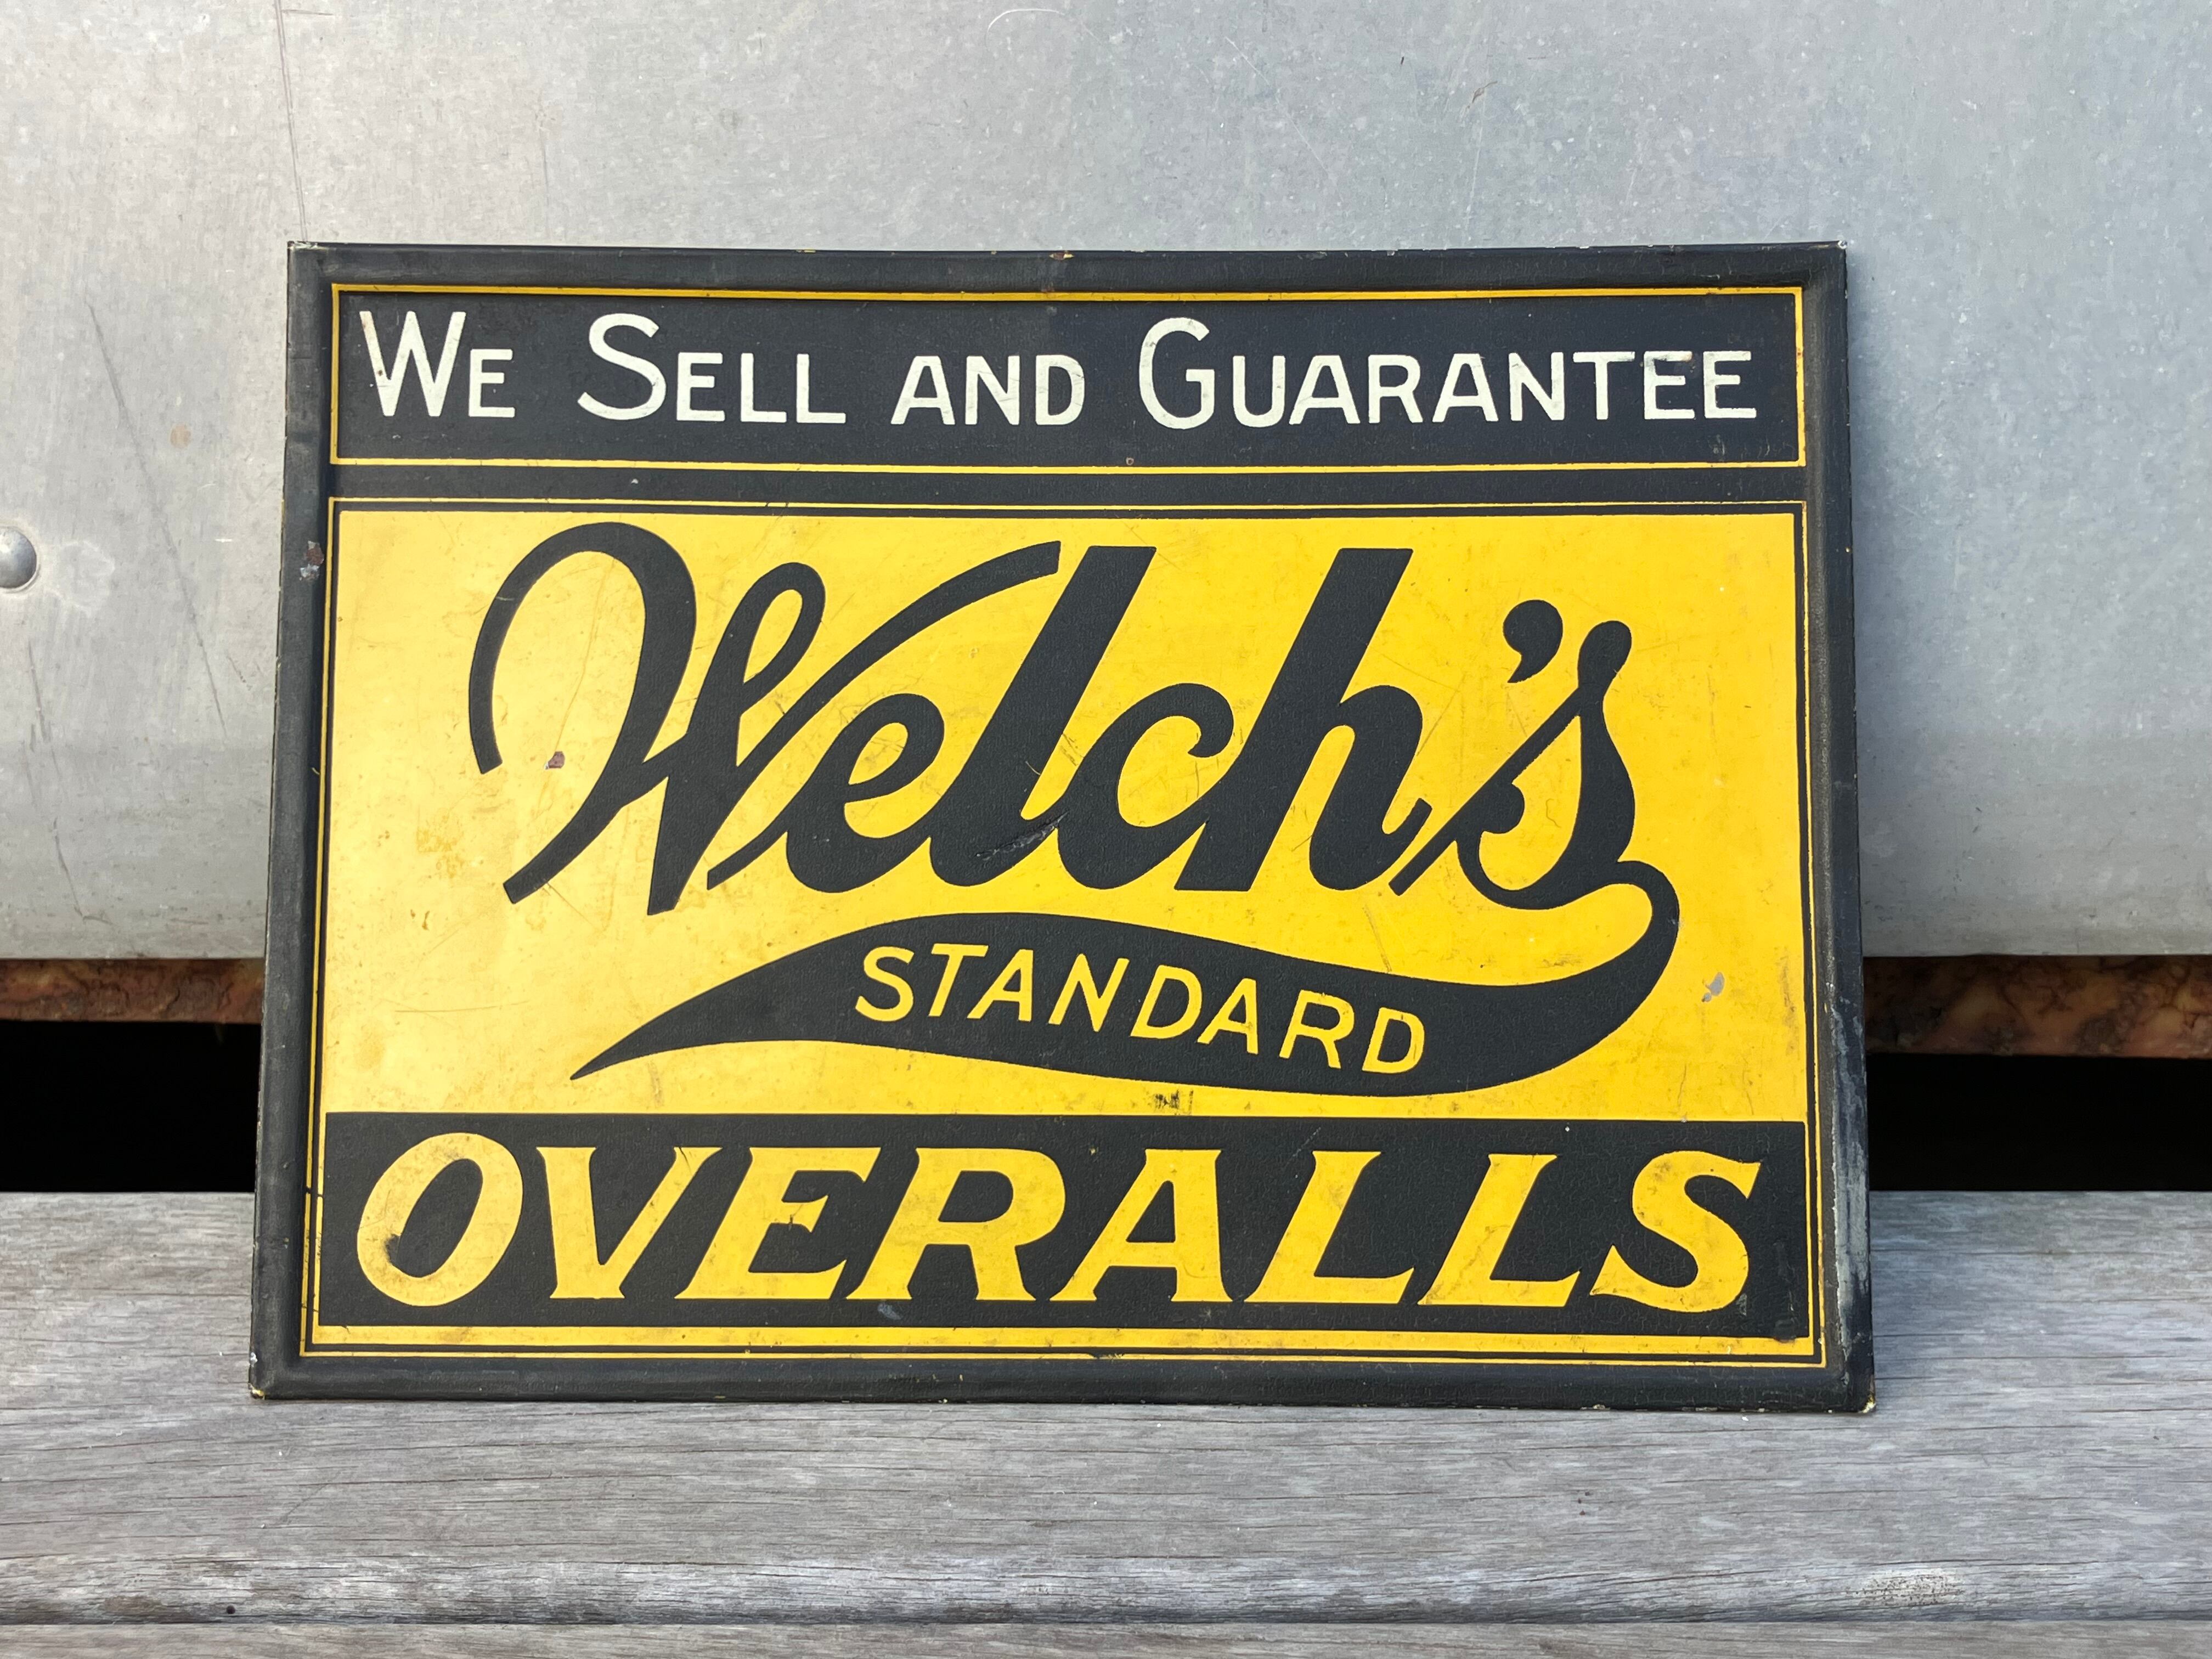 WE SELL AND GUARANTEE
Welch's
STANDARD
OVERALLS